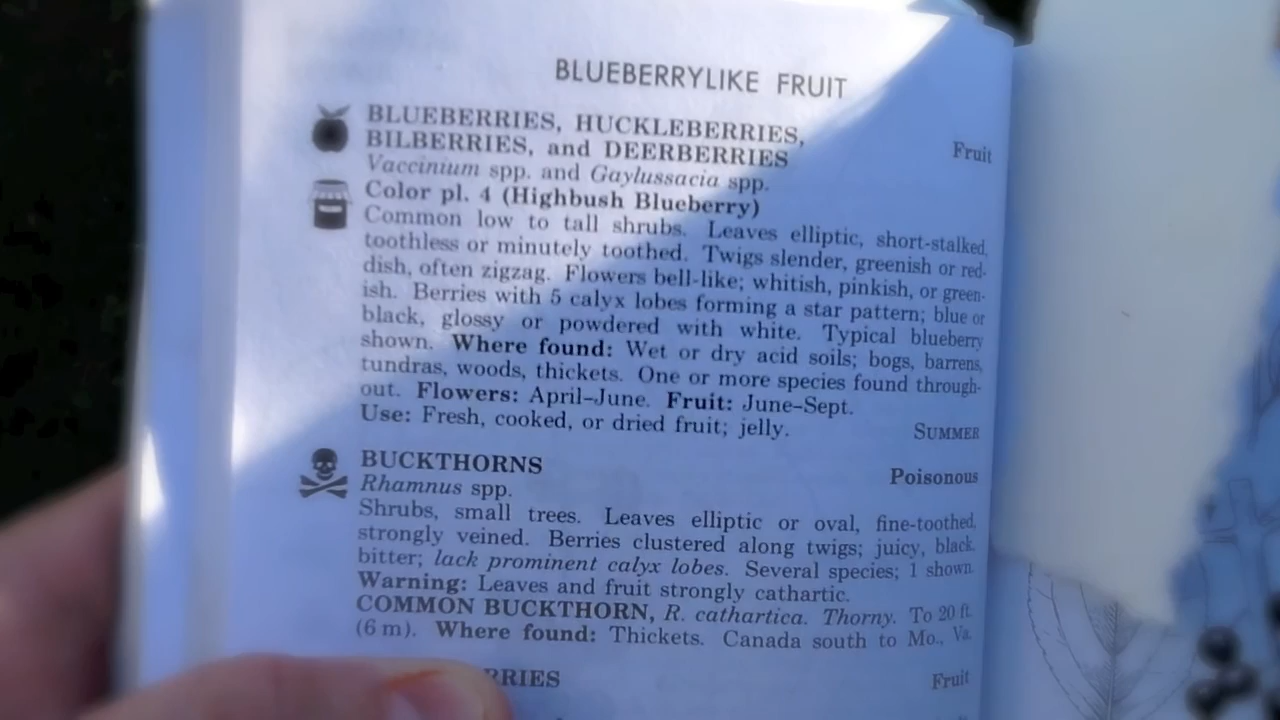 BLUEBERRYLIKE FRUIT
BLUEBERRIES, HUCKLEBERRIES,
BILBERRIES, and DEERBERRIES Fruit
Vaccinium spp. and Gaylussacia spp.
Color pl. 4 (Highbush Blueberry)
Common low to tall shrubs. Leaves elliptic, short-stalked,
toothless or minutely toothed. Twigs slender, greenish or red-
dish, often zigzag. Flowers bell-like; whitish, pinkish, or green-
ish. Berries with 5 calyx lobes forming a star pattern; blue or
black, glossy or powdered with white. Typical blueberry
shown. Where found: Wet or dry acid soils; bogs, barrens,
tundras, woods, thickets. One or more species found through-
out. Flowers: April–June. Fruit: June–Sept.
Use: Fresh, cooked, or dried fruit; jelly. SUMMER
BUCKTHORNS Poisonous
Rhamnus spp.
Shrubs, small trees. Leaves elliptic or oval, fine-toothed,
strongly veined. Berries clustered along twigs; juicy, black,
bitter; lack prominent calyx lobes. Several species; 1 shown.
Warning: Leaves and fruit strongly cathartic.
COMMON BUCKTHORN, R. cathartica. Thorny. To 20 ft.
(6 m). Where found: Thickets. Canada south to Mo., Va.
Fruit